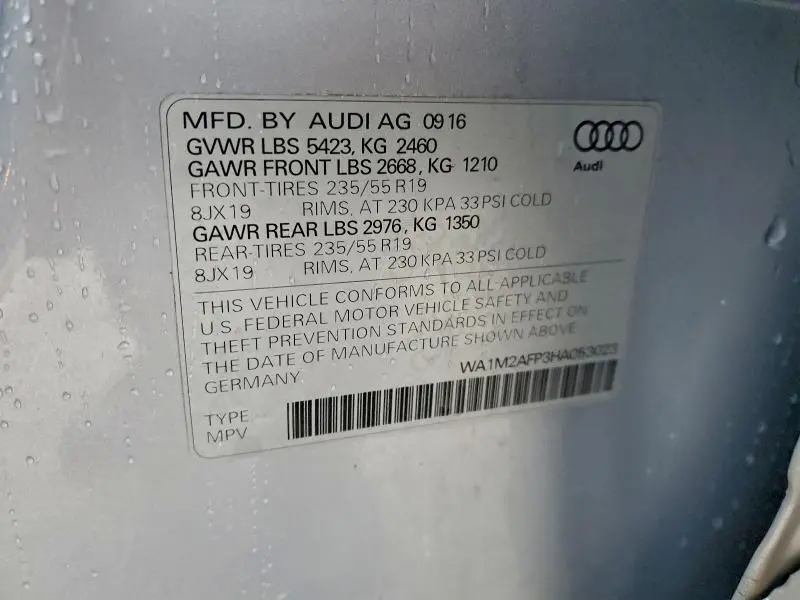 MFD. BY AUDI AG 09 16
GVWR LBS 5423, KG 2460
GAWR FRONT LBS 2668, KG 1210
FRONT-TIRES 235/55 R19
8JX19 RIMS, AT 230 KPA 33 PSI COLD
GAWR REAR LBS 2976, KG 1350
REAR-TIRES 235/55 R19
8JX19 RIMS, AT 230 KPA 33 PSI COLD
Audi
THIS VEHICLE CONFORMS TO ALL APPLICABLE
U.S. FEDERAL MOTOR VEHICLE SAFETY AND
THEFT PREVENTION STANDARDS IN EFFECT ON
THE DATE OF MANUFACTURE SHOWN ABOVE
GERMANY
TYPE
MPV